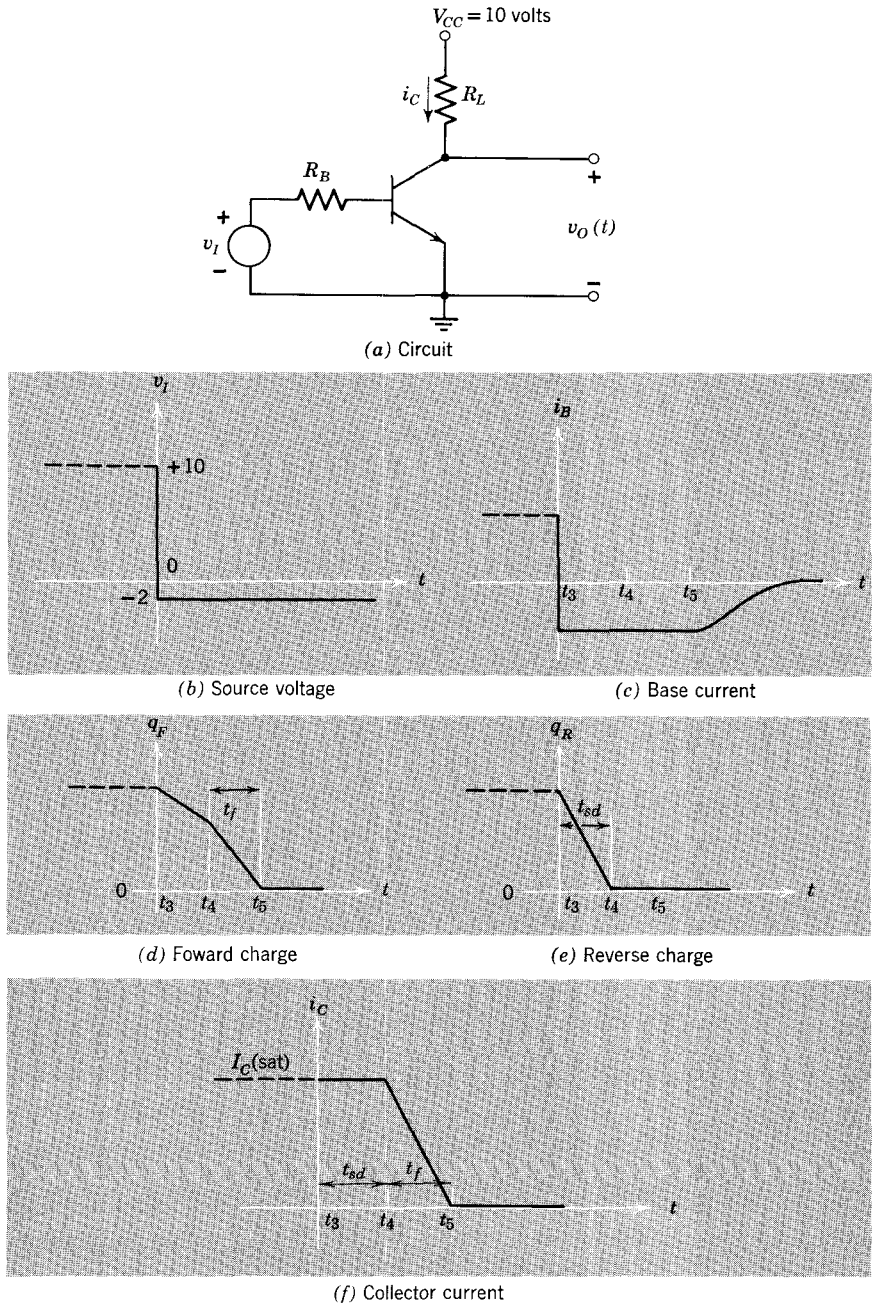 V_CC = 10 volts
i_C
R_L
R_B
+
+
v_I
v_O (t)
−
−
(a) Circuit
v_I
+10
0
−2
t
(b) Source voltage
i_B
t_3 t_4 t_5
t
(c) Base current
q_F
t_f
0
t_3 t_4 t_5
t
(d) Foward charge
q_R
t_sd
0
t_3 t_4 t_5
t
(e) Reverse charge
i_C
I_C(sat)
t_sd t_f
t_3 t_4 t_5
t
(f) Collector current